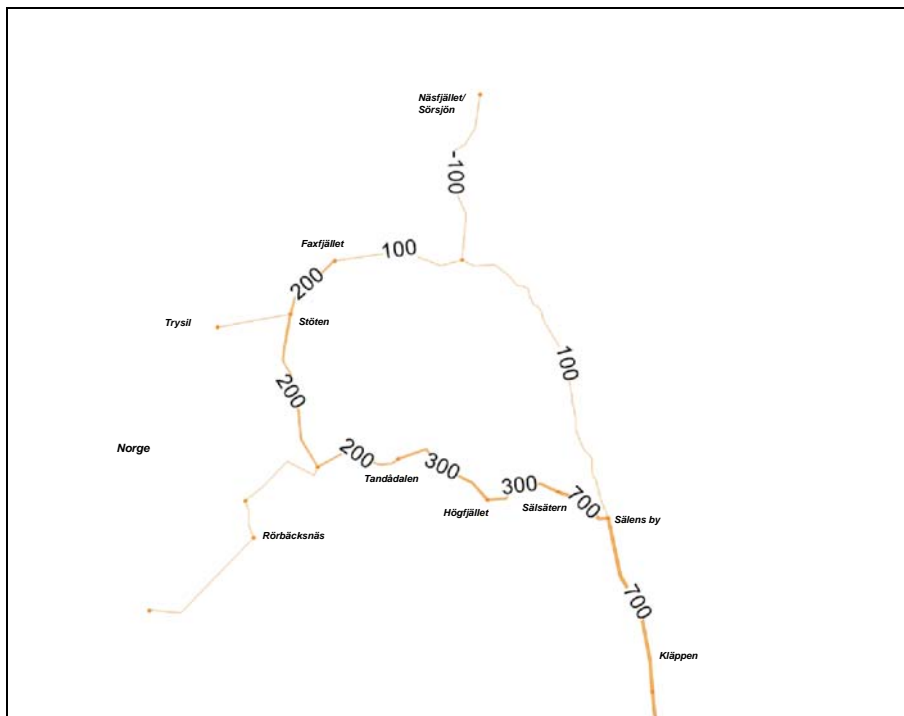 Näsfjället/
Sörsjön
-100
Faxfjället
100
200
Trysil
Stöten
100
200
Norge
200
Tandådalen
300
Högfjället
300
Sälsätern
700
Sälens by
Rörbäcksnäs
700
Kläppen